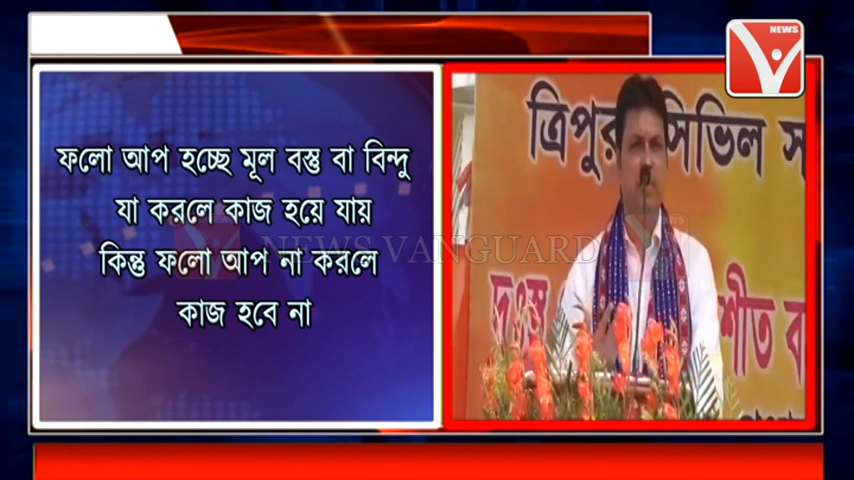 NEWS
ফলো আপ হচ্ছে মূল বস্তু বা বিন্দু
যা করলে কাজ হয়ে যায়
কিন্তু ফলো আপ না করলে
কাজ হবে না
NEWS VANGUARD
ত্রিপুরা সিভিল